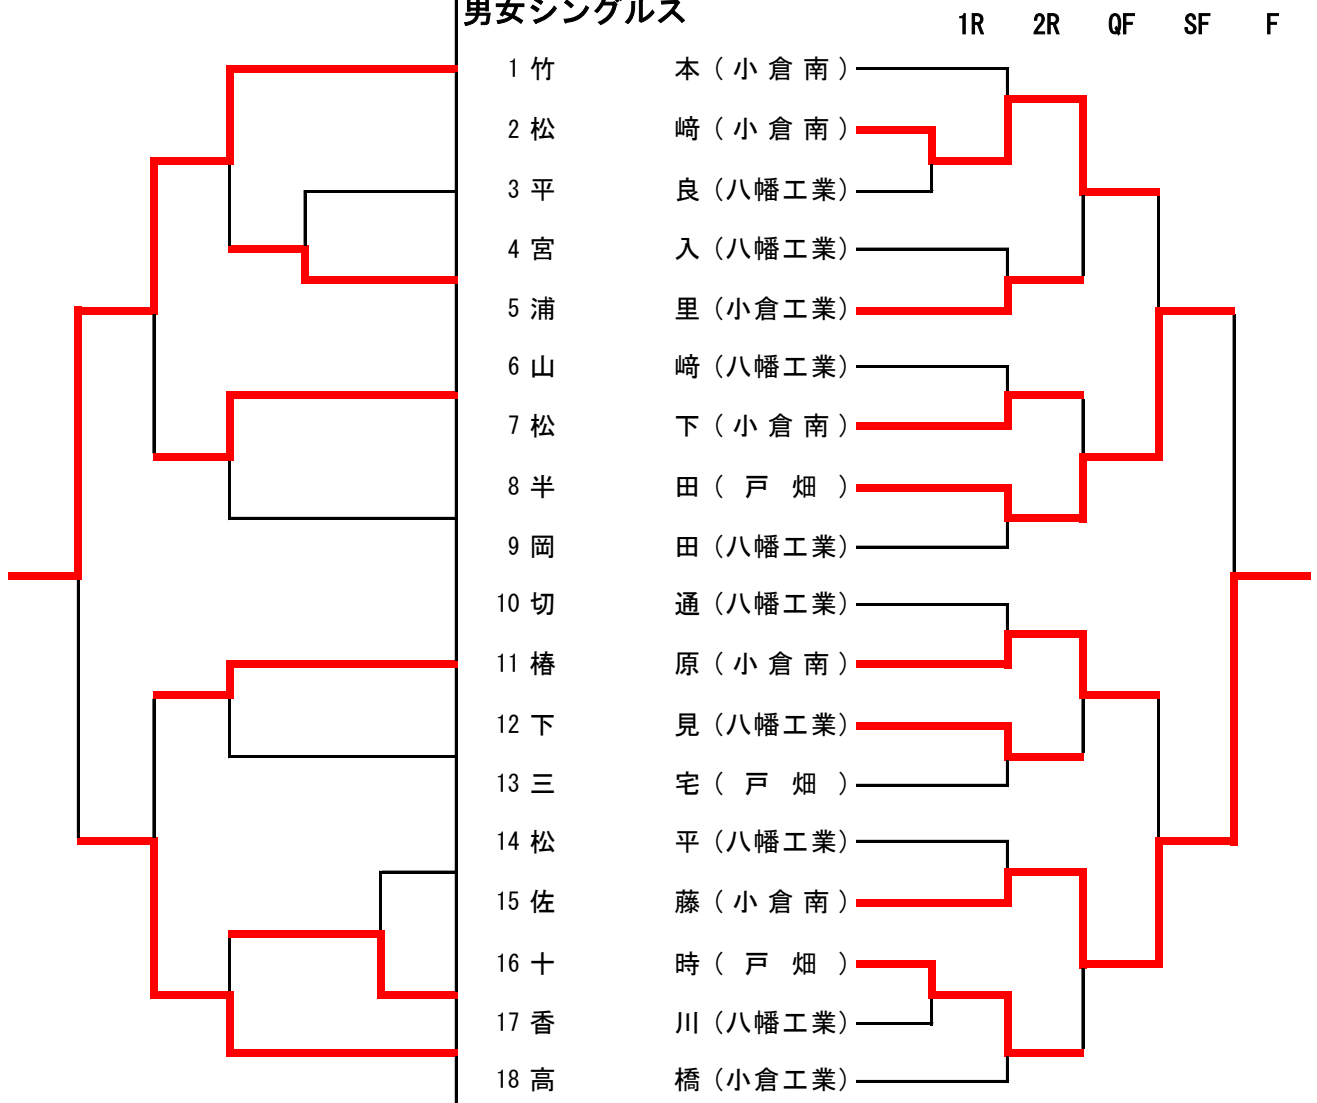 男女シングルス
1R 2R QF SF F
1 竹 本 (小倉南)
2 松 﨑 (小倉南)
3 平 良 (八幡工業)
4 宮 入 (八幡工業)
5 浦 里 (小倉工業)
6 山 﨑 (八幡工業)
7 松 下 (小倉南)
8 半 田 (戸畑)
9 岡 田 (八幡工業)
10 切 通 (八幡工業)
11 椿 原 (小倉南)
12 下 見 (八幡工業)
13 三 宅 (戸畑)
14 松 平 (八幡工業)
15 佐 藤 (小倉南)
16 十 時 (戸畑)
17 香 川 (八幡工業)
18 高 橋 (小倉工業)